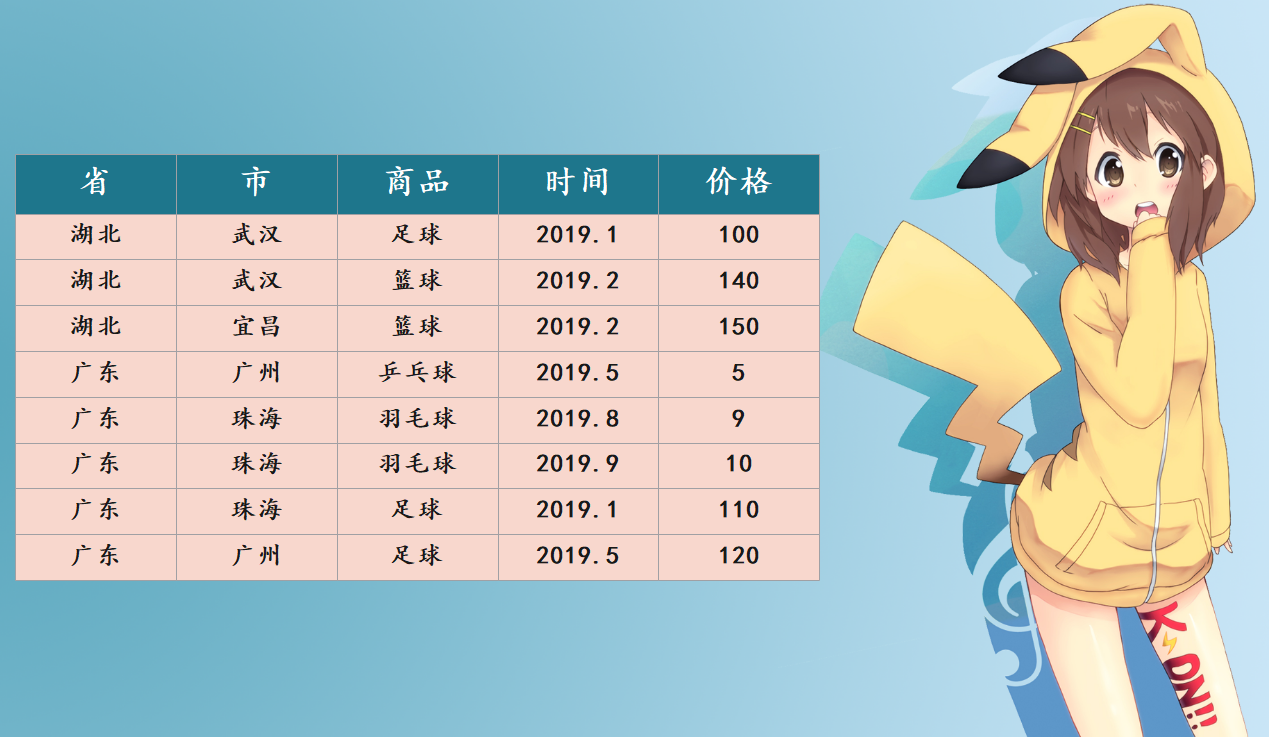 省 市 商品 时间 价格
湖北 武汉 足球 2019.1 100
湖北 武汉 篮球 2019.2 140
湖北 宜昌 篮球 2019.2 150
广东 广州 乒乓球 2019.5 5
广东 珠海 羽毛球 2019.8 9
广东 珠海 羽毛球 2019.9 10
广东 珠海 足球 2019.1 110
广东 广州 足球 2019.5 120
K⚡ON!!